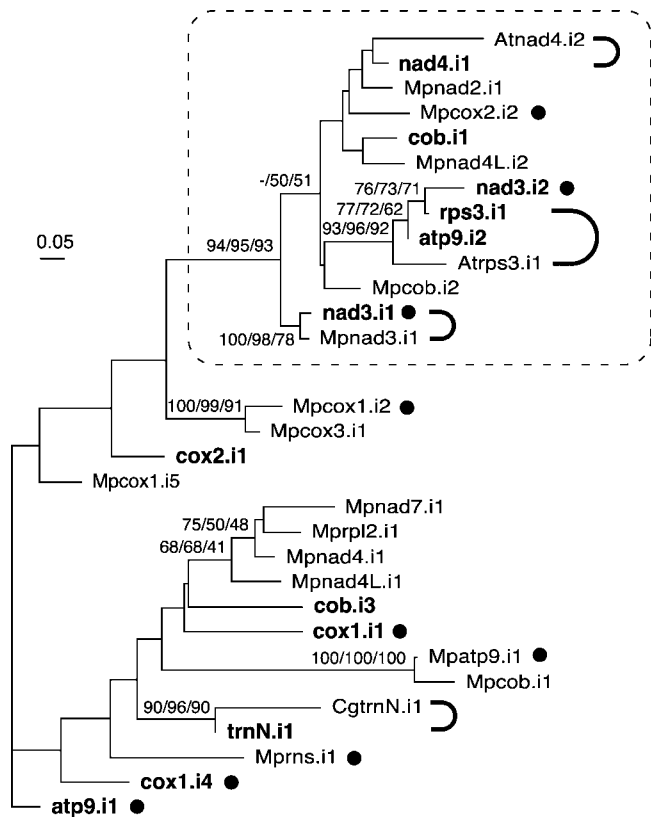 Atnad4.i2
nad4.i1
Mpnad2.i1
Mpcox2.i2
cob.i1
Mpnad4L.i2
-/50/51
76/73/71
nad3.i2
77/72/62
rps3.i1
93/96/92
atp9.i2
0.05
94/95/93
Atrps3.i1
Mpcob.i2
nad3.i1
100/98/78
Mpnad3.i1
100/99/91
Mpcox1.i2
Mpcox3.i1
cox2.i1
Mpcox1.i5
Mpnad7.i1
75/50/48
Mprpl2.i1
68/68/41
Mpnad4.i1
Mpnad4L.i1
cob.i3
cox1.i1
100/100/100
Mpatp9.i1
Mpcob.i1
90/96/90
CgtrnN.i1
trnN.i1
Mprns.i1
cox1.i4
atp9.i1